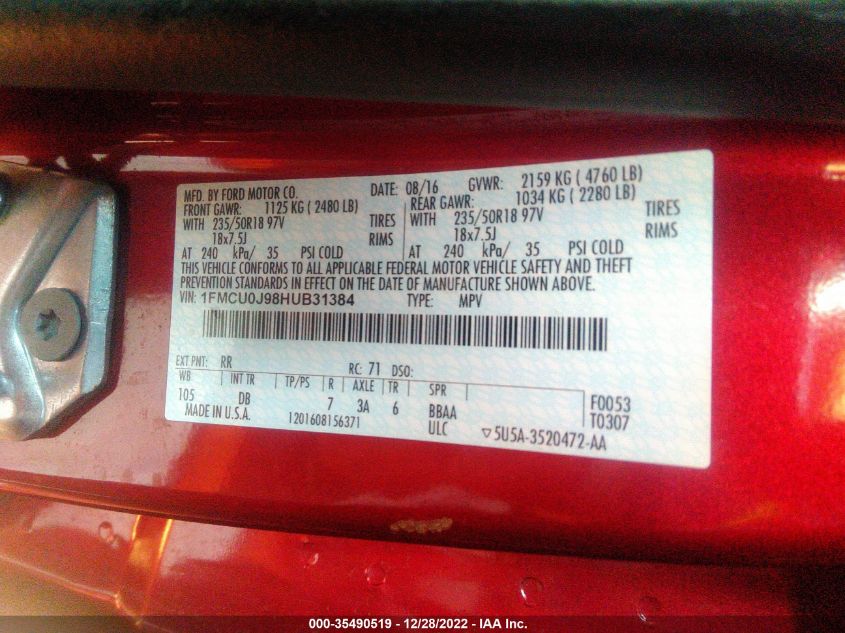 MFD. BY FORD MOTOR CO. DATE: 08/16 GVWR: 2159 KG ( 4760 LB)
FRONT GAWR: 1125 KG ( 2480 LB) REAR GAWR: 1034 KG ( 2280 LB)
WITH 235/50R18 97V TIRES WITH 235/50R18 97V TIRES
18x7.5J RIMS 18x7.5J RIMS
AT 240 kPa/ 35 PSI COLD AT 240 kPa/ 35 PSI COLD
THIS VEHICLE CONFORMS TO ALL APPLICABLE FEDERAL MOTOR VEHICLE SAFETY AND THEFT
PREVENTION STANDARDS IN EFFECT ON THE DATE OF MANUFACTURE SHOWN ABOVE.
VIN: 1FMCU0J98HUB31384 TYPE: MPV
EXT PNT: RR RC: 71 DSO:
WB INT TR TP/PS R AXLE TR SPR
105 DB 7 3A 6 BBAA F0053
MADE IN U.S.A. 1201608156371 ULC T0307
▽5U5A-3520472-AA
000-35490519 - 12/28/2022 - IAA Inc.